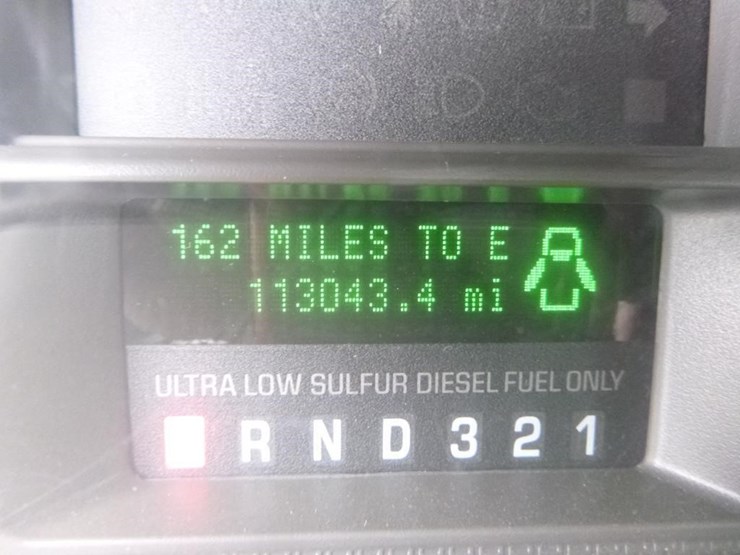 162 MILES TO E
113043.4 mi
ULTRA LOW SULFUR DIESEL FUEL ONLY
R N D 3 2 1